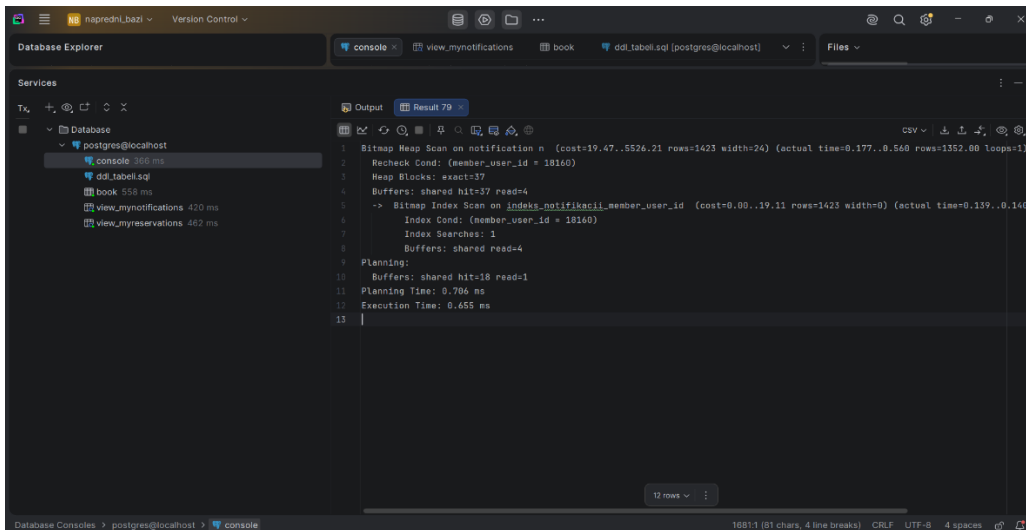 NB napredni_bazi Version Control
Database Explorer
console view_mynotifications book ddl_tabeli.sql [postgres@localhost] Files
Services
Tx
Output Result 79
Database
CSV
postgres@localhost
console 366 ms
ddl_tabeli.sql
book 558 ms
view_mynotifications 420 ms
view_myreservations 462 ms
1 Bitmap Heap Scan on notification n (cost=19.47..5526.21 rows=1423 width=24) (actual time=0.177..0.560 rows=1352.00 loops=1)
2 Recheck Cond: (member_user_id = 18160)
3 Heap Blocks: exact=37
4 Buffers: shared hit=37 read=4
5 -> Bitmap Index Scan on indeks_notifikacii_member_user_id (cost=0.00..19.11 rows=1423 width=0) (actual time=0.139..0.140
6 Index Cond: (member_user_id = 18160)
7 Index Searches: 1
8 Buffers: shared read=4
9 Planning:
10 Buffers: shared hit=18 read=1
11 Planning Time: 0.706 ms
12 Execution Time: 0.655 ms
13
12 rows
Database Consoles > postgres@localhost > console 1681:1 (81 chars, 4 line breaks) CRLF UTF-8 4 spaces